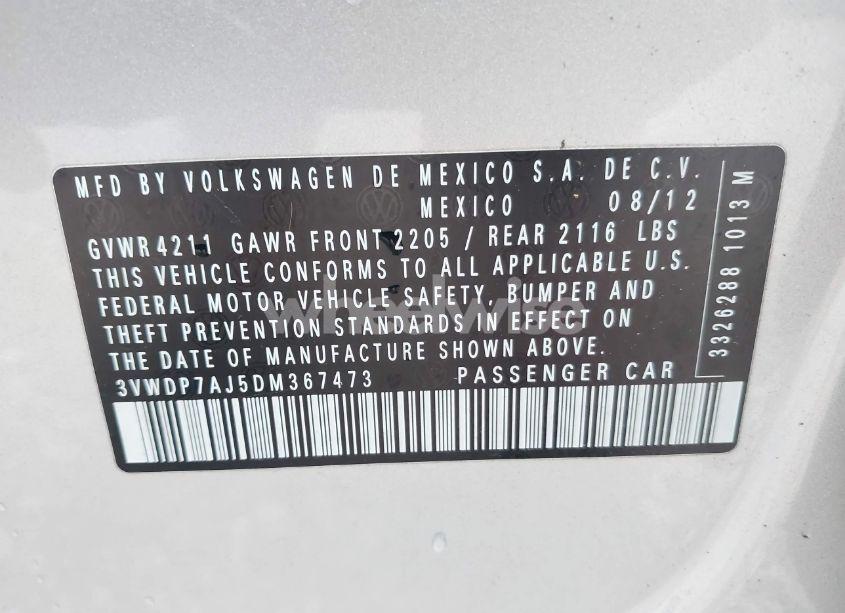 MFD BY VOLKSWAGEN DE MEXICO S.A. DE C.V.
MEXICO 08/12
GVWR 4211 GAWR FRONT 2205 / REAR 2116 LBS
THIS VEHICLE CONFORMS TO ALL APPLICABLE U.S.
FEDERAL MOTOR VEHICLE SAFETY, BUMPER AND
THEFT PREVENTION STANDARDS IN EFFECT ON
THE DATE OF MANUFACTURE SHOWN ABOVE.
3VWDP7AJ5DM367473 PASSENGER CAR
3326288 1013 M
wheelwise